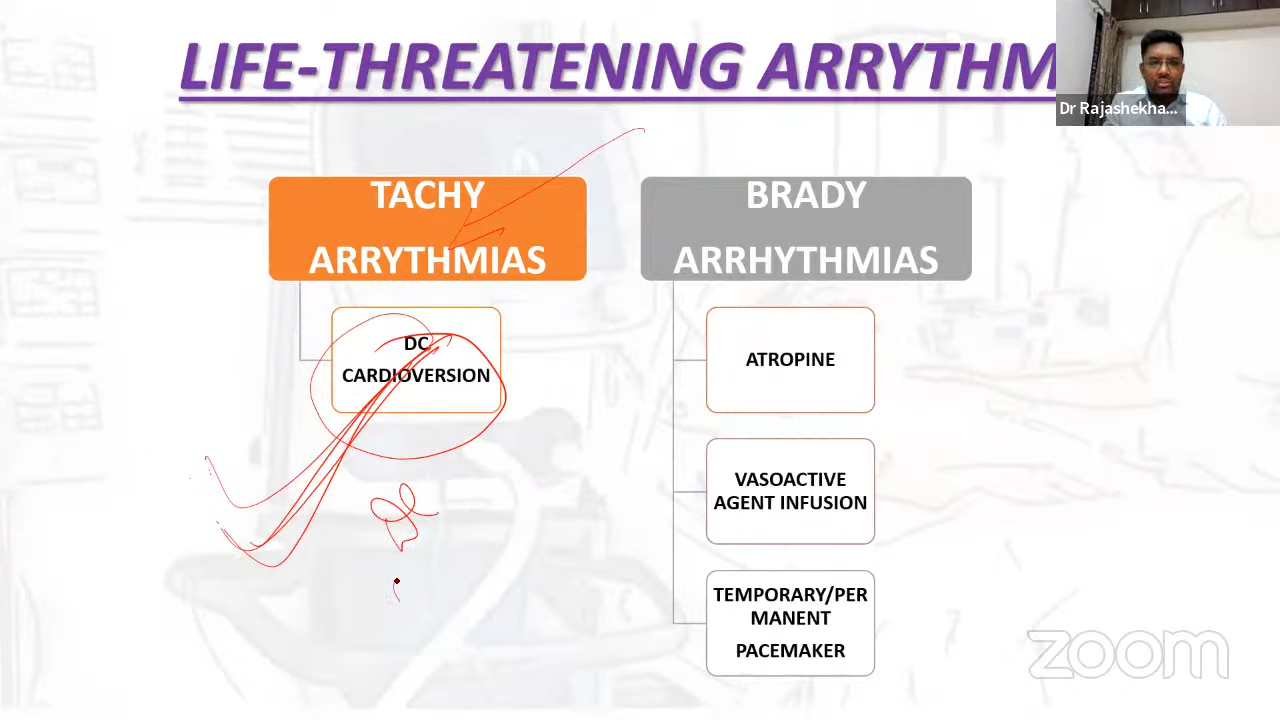 LIFE-THREATENING ARRYTHM
Dr Rajashekha...
TACHY
ARRYTHMIAS
BRADY
ARRHYTHMIAS
DC
CARDIOVERSION
ATROPINE
VASOACTIVE
AGENT INFUSION
TEMPORARY/PER
MANENT
PACEMAKER
zoom